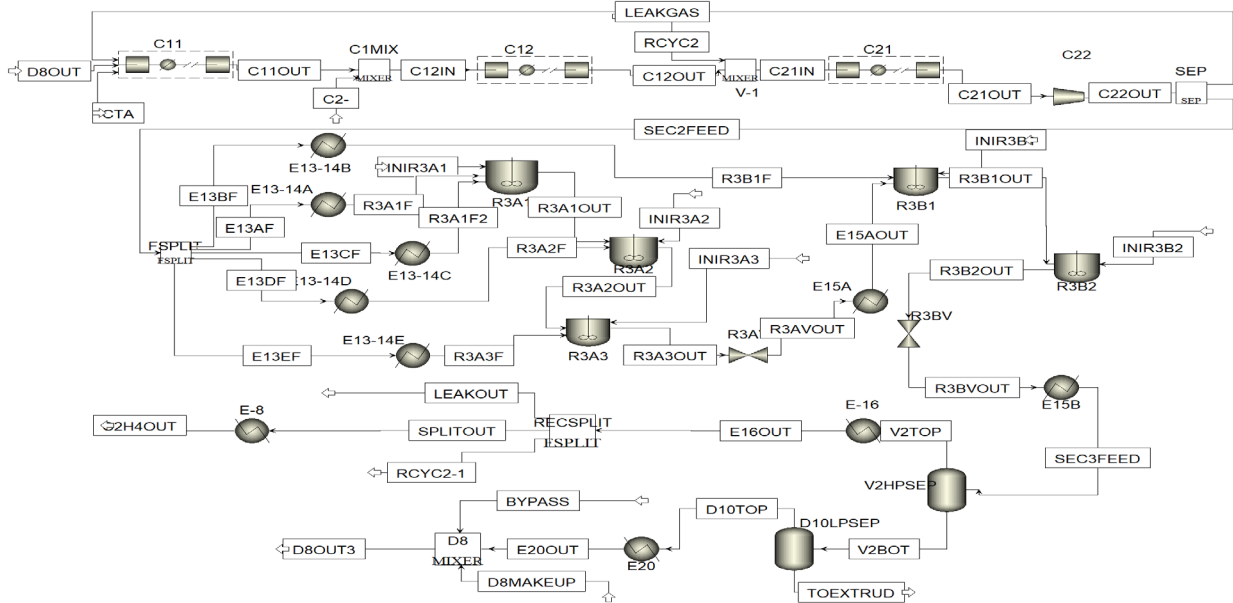 LEAKGAS
C11
C1MIX
C12
RCYC2
C21
C22
D8OUT
C11OUT
MIXER
C12IN
C12OUT
MIXER
C21IN
V-1
SEP
C2-
C21OUT
C22OUT
SEP
CTA
SEC2FEED
E13-14B
INIR3A1
INIR3B1
E13BF
E13-14A
R3A1
R3B1F
R3B1OUT
R3B1
E13AF
R3A1F
R3A1F2
R3A1OUT
INIR3A2
E15AOUT
FSPLIT
FSPLIT
E13CF
E13-14C
R3A2F
R3A2
INIR3A3
INIR3B2
E13DF
E13-14D
R3A2OUT
E15A
R3B2OUT
R3B2
R3AVOUT
R3BV
E13EF
E13-14E
R3A3F
R3A3
R3A3OUT
LEAKOUT
R3BVOUT
E15B
E-8
RECSPLIT
E-16
C2H4OUT
SPLITOUT
FSPLIT
E16OUT
V2TOP
SEC3FEED
RCYC2-1
V2HPSEP
BYPASS
D10TOP
D10LPSEP
D8
D8OUT3
MIXER
E20OUT
E20
V2BOT
D8MAKEUP
TOEXTRUD